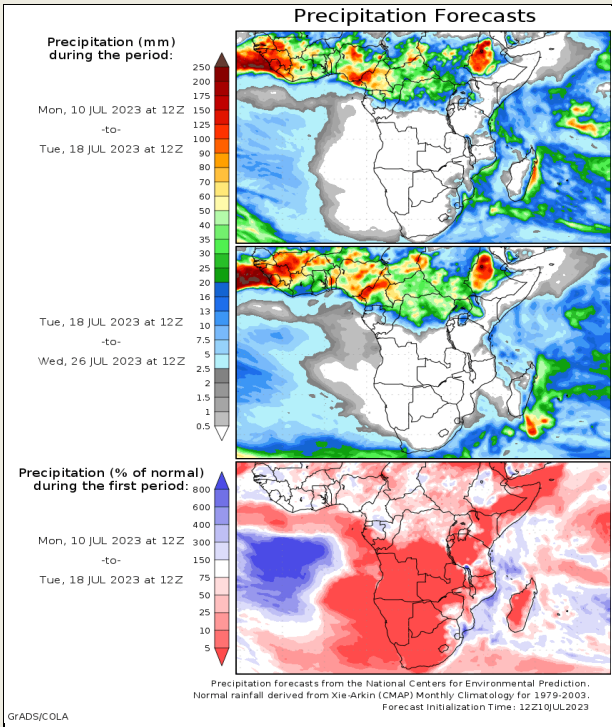 Precipitation Forecasts
Precipitation (mm)
during the period:
Mon, 10 JUL 2023 at 12Z
-to-
Tue, 18 JUL 2023 at 12Z
250
200
175
150
125
100
90
80
70
60
50
40
35
30
25
20
16
13
10
7.5
5
2.5
2
1.5
1
0.5
Tue, 18 JUL 2023 at 12Z
-to-
Wed, 26 JUL 2023 at 12Z
Precipitation (% of normal)
during the first period:
Mon, 10 JUL 2023 at 12Z
-to-
Tue, 18 JUL 2023 at 12Z
800
600
400
300
150
75
50
25
10
5
Precipitation forecasts from the National Centers for Environmental Prediction.
Normal rainfall derived from Xie-Arkin (CMAP) Monthly Climatology for 1979-2003.
Forecast Initialization Time: 12Z10JUL2023
GrADS/COLA